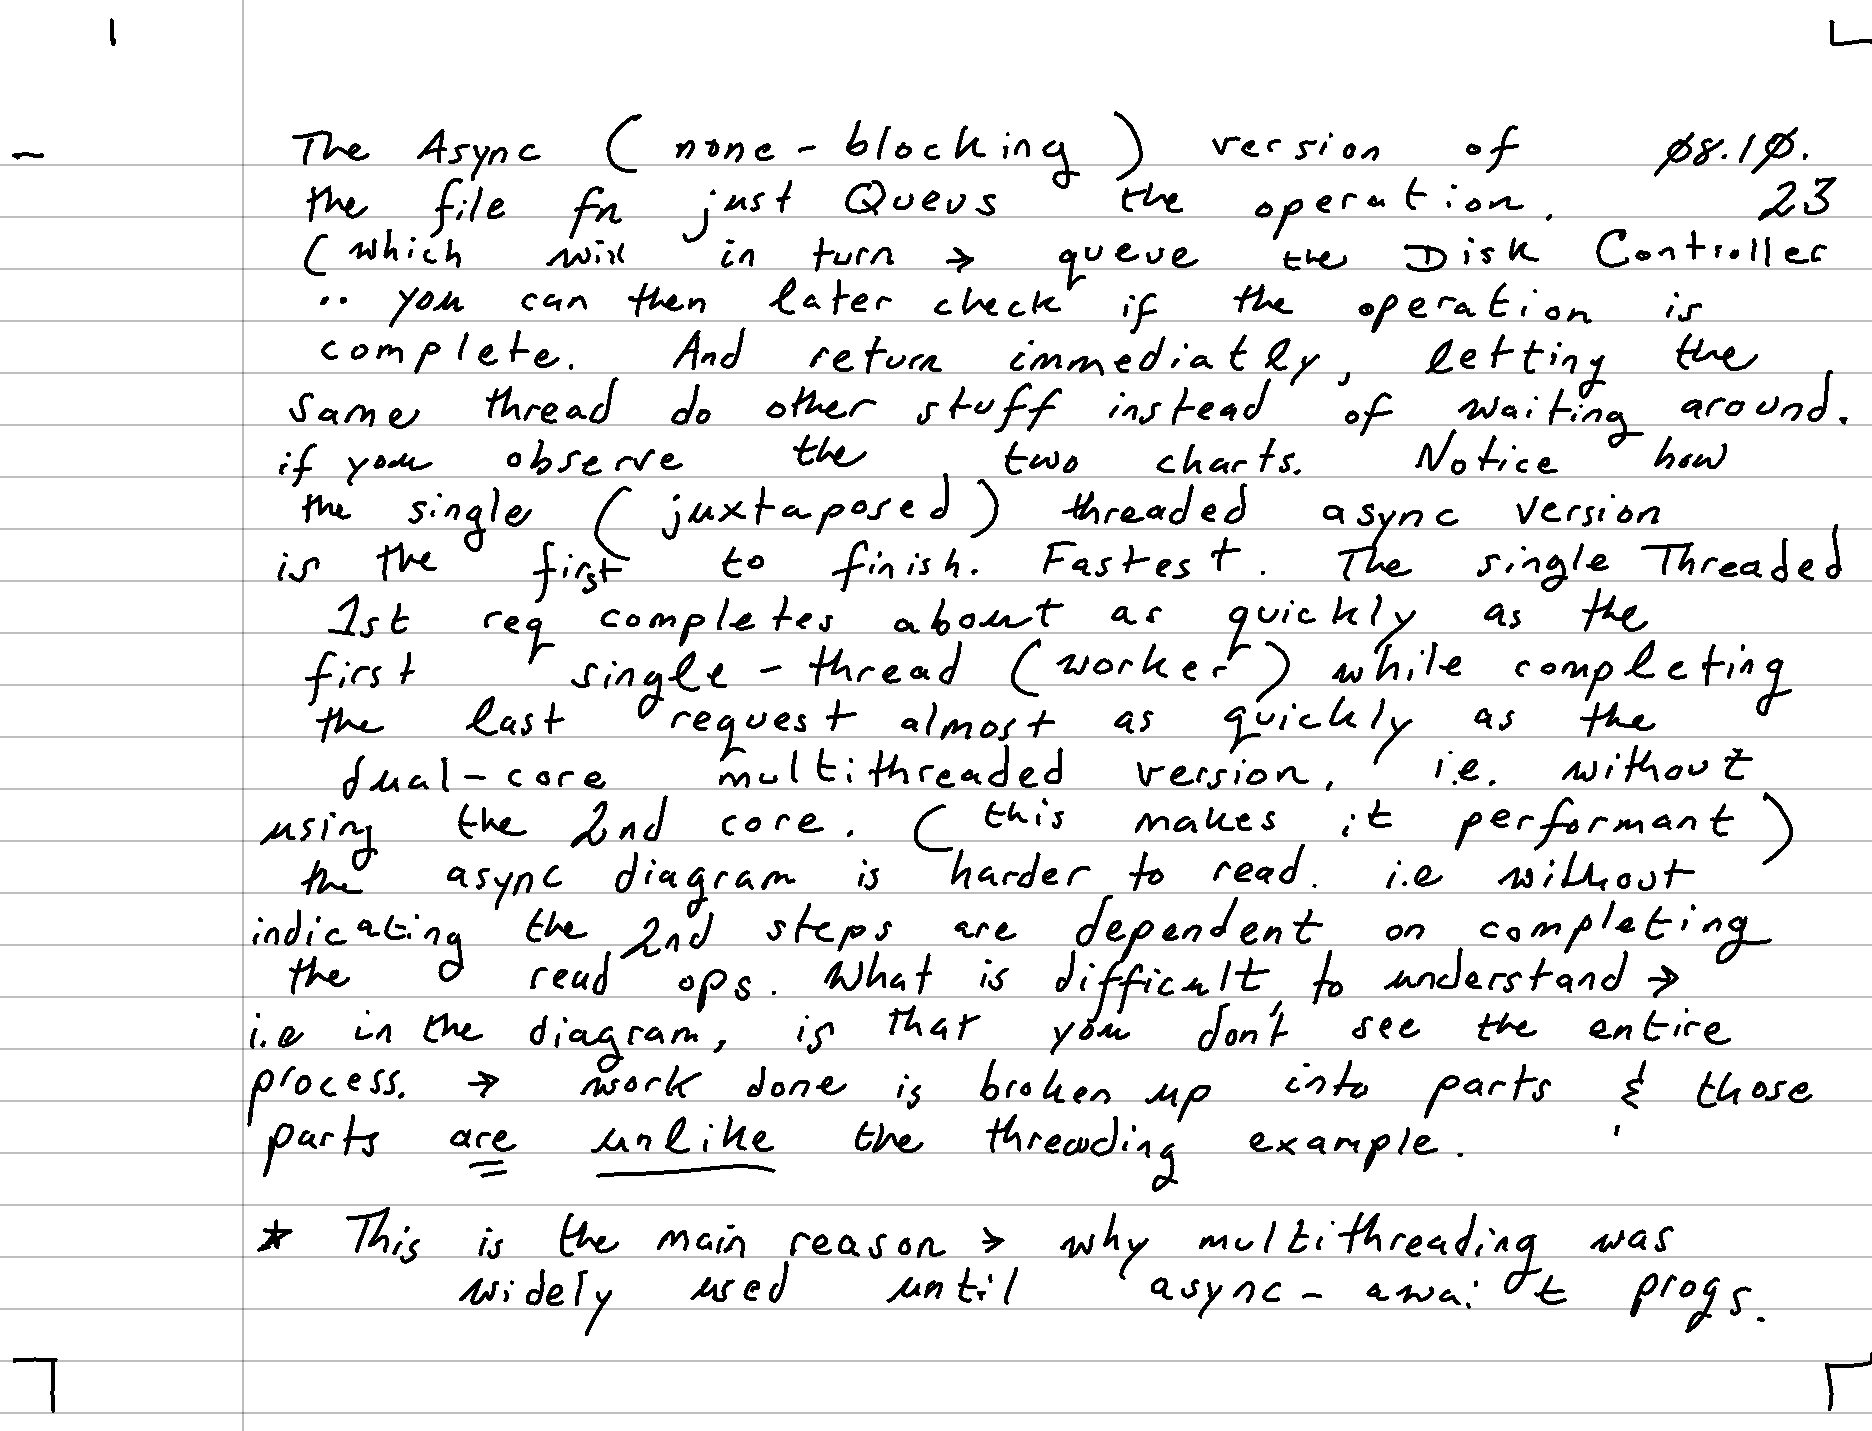 The Async (none-blocking) version of Ø8.1Ø.
the file fn just Queus the operation. 23
(which will in turn → queue the Disk Controller
.. you can then later check if the operation is
complete. And return immediately, letting the
same thread do other stuff instead of waiting around.
if you observe the two charts. Notice how
the single (juxtaposed) threaded async version
is the first to finish. Fastest. The single Threaded
1st req completes about as quickly as the
first single-thread (worker) while completing
the last request almost as quickly as the
dual-core multithreaded version, i.e. without
using the 2nd core. (this makes it performant)
the async diagram is harder to read. i.e without
indicating the 2nd steps are dependent on completing
the read ops. What is difficult to understand →
i.e in the diagram, is that you don't see the entire
process. → work done is broken up into parts & those
parts are unlike the threading example.
* This is the main reason → why multithreading was
widely used until async-await progs.